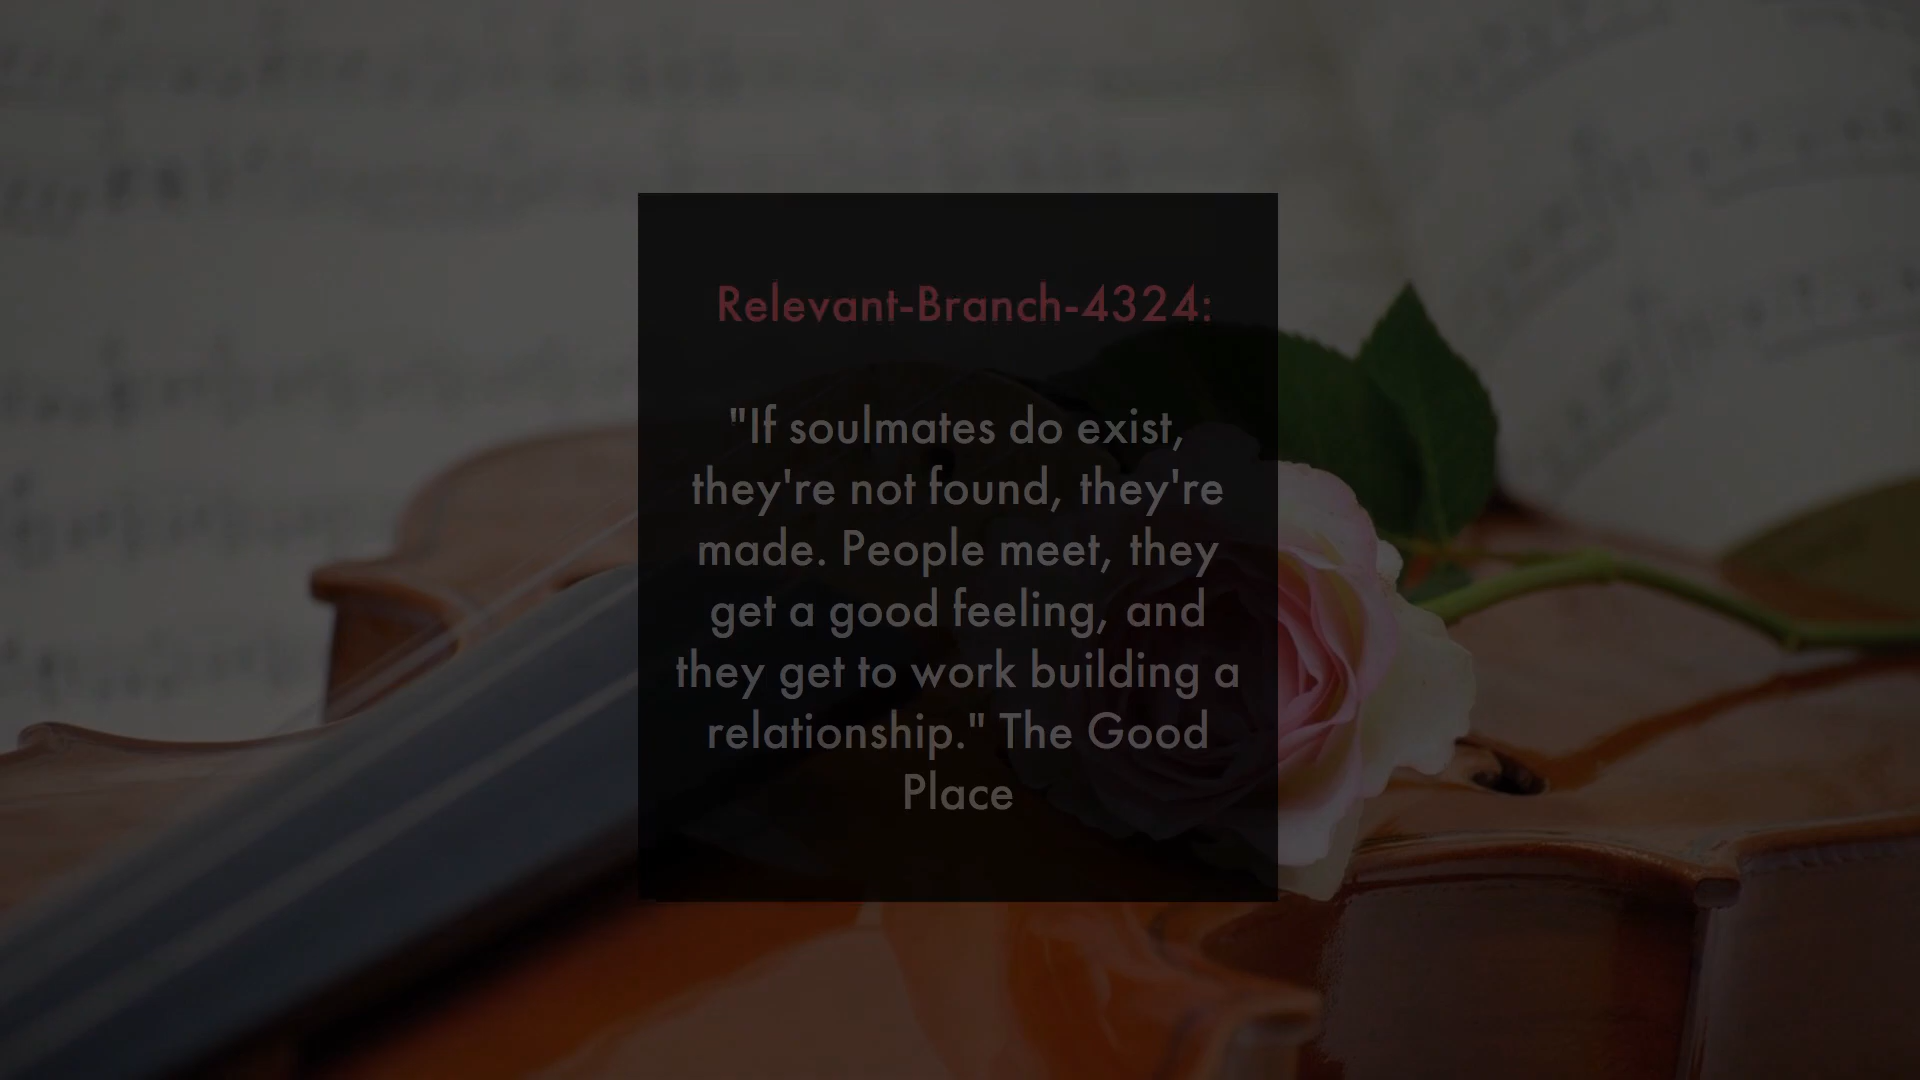 Relevant-Branch-4324:
"If soulmates do exist,
they're not found, they're
made. People meet, they
get a good feeling, and
they get to work building a
relationship." The Good
Place